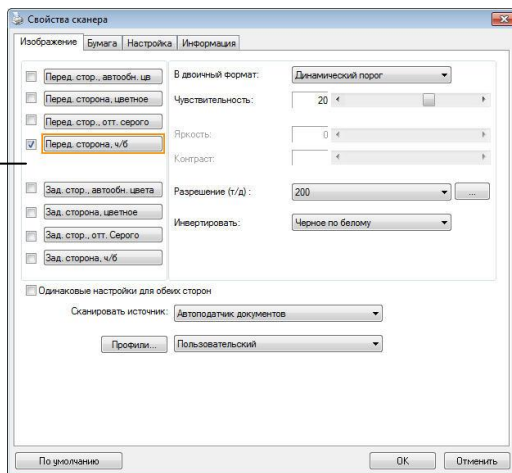 Свойства сканера
Изображение Бумага Настройка Информация
Перед. стор., автообн. цв
Перед. сторона, цветное
Перед. стор., отт. серого
Перед. сторона, ч/б
Зад. стор., автообн. цвета
Зад. сторона, цветное
Зад. стор., отт. Серого
Зад. сторона, ч/б
В двоичный формат: Динамический порог
Чувствительность: 20
Яркость: 0
Контраст:
Разрешение (т/д) : 200 ...
Инвертировать: Черное по белому
Одинаковые настройки для обеих сторон
Сканировать источник: Автоподатчик документов
Профили... Пользовательский
По умолчанию OK Отменить